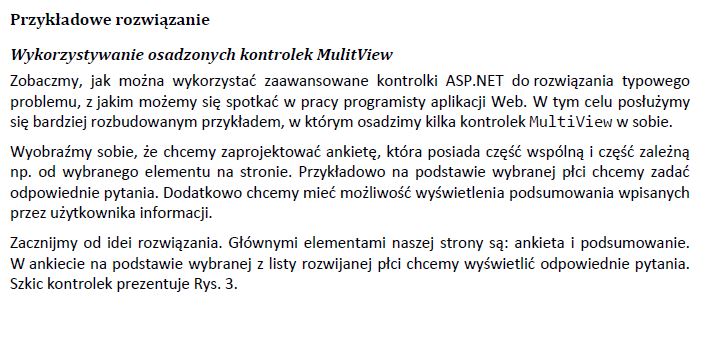 Przykładowe rozwiązanie
Wykorzystywanie osadzonych kontrolek MulitView
Zobaczmy, jak można wykorzystać zaawansowane kontrolki ASP.NET do rozwiązania typowego
problemu, z jakim możemy się spotkać w pracy programisty aplikacji Web. W tym celu posłużymy
się bardziej rozbudowanym przykładem, w którym osadzimy kilka kontrolek MultiView w sobie.
Wyobraźmy sobie, że chcemy zaprojektować ankietę, która posiada część wspólną i część zależną
np. od wybranego elementu na stronie. Przykładowo na podstawie wybranej płci chcemy zadać
odpowiednie pytania. Dodatkowo chcemy mieć możliwość wyświetlenia podsumowania wpisanych
przez użytkownika informacji.
Zacznijmy od idei rozwiązania. Głównymi elementami naszej strony są: ankieta i podsumowanie.
W ankiecie na podstawie wybranej z listy rozwijanej płci chcemy wyświetlić odpowiednie pytania.
Szkic kontrolek prezentuje Rys. 3.